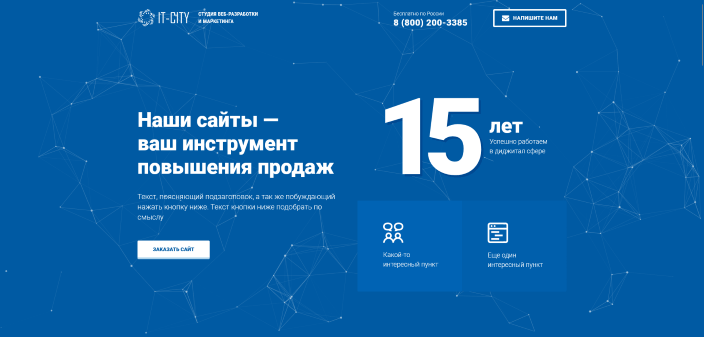 IT-CITY
СТУДИЯ ВЕБ-РАЗРАБОТКИ
И МАРКЕТИНГА
Бесплатно по России
8 (800) 200-3385
НАПИШИТЕ НАМ
Наши сайты —
ваш инструмент
повышения продаж
Текст, поясняющий подзаголовок, а так же побуждающий
нажать кнопку ниже. Текст кнопки ниже подобрать по
смыслу
ЗАКАЗАТЬ САЙТ
15
лет
Успешно работаем
в диджитал сфере
Какой-то
интересный пункт
Еще один
интересный пункт